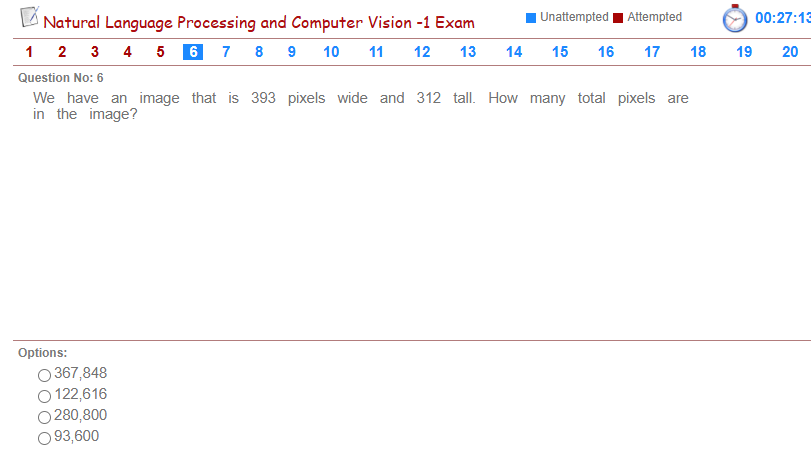 Natural Language Processing and Computer Vision -1 Exam
Unattempted Attempted
00:27:13
1 2 3 4 5 6 7 8 9 10 11 12 13 14 15 16 17 18 19 20
Question No: 6
We have an image that is 393 pixels wide and 312 tall. How many total pixels are
in the image?
Options:
367,848
122,616
280,800
93,600